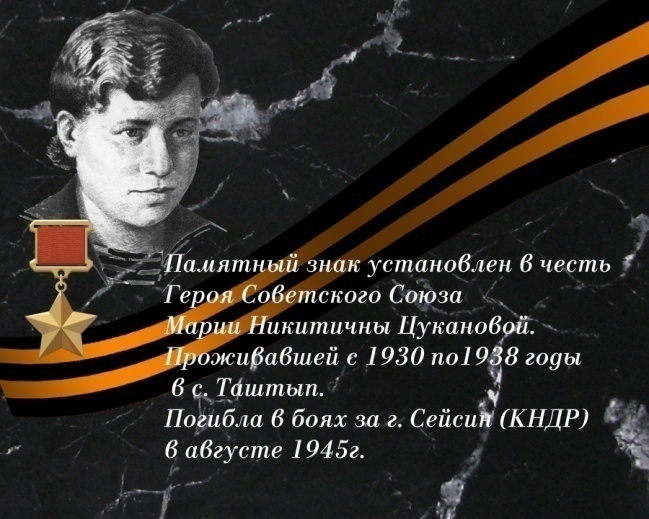 Памятный знак установлен в честь
Героя Советского Союза
Марии Никитичны Цукановой.
Проживавшей с 1930 по1938 годы
в с. Таштып.
Погибла в боях за г. Сейсин (КНДР)
в августе 1945г.